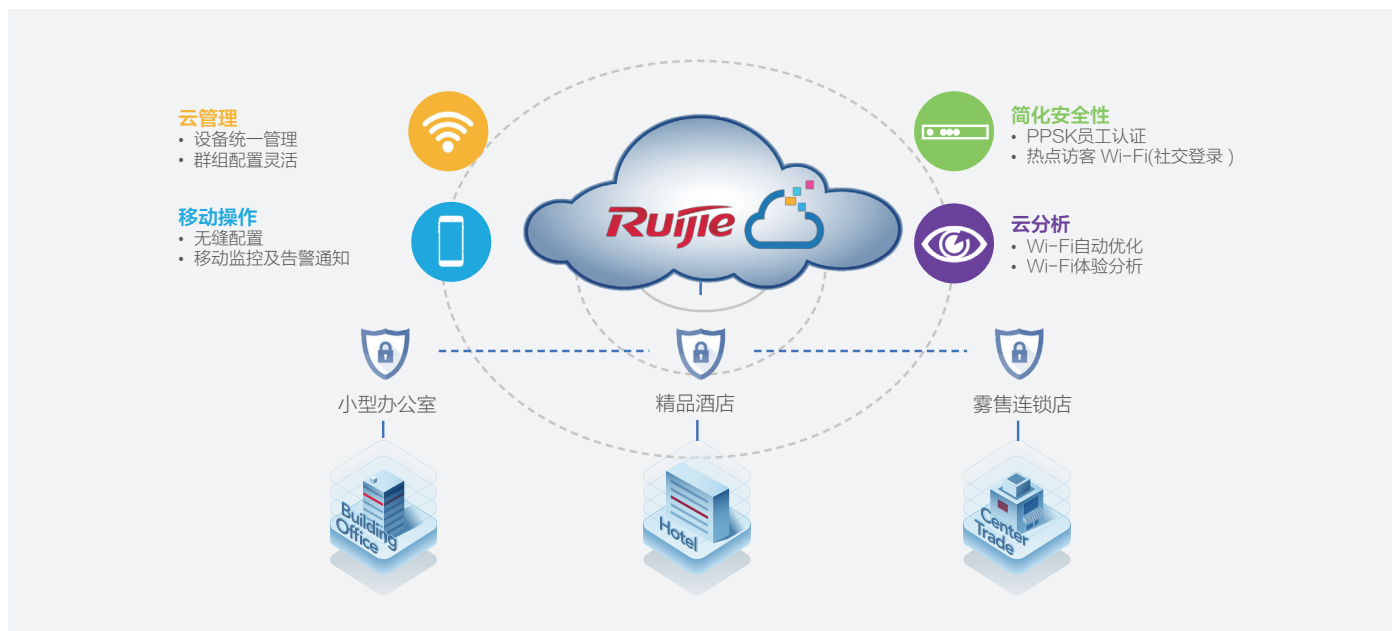 云管理
• 设备统一管理
• 群组配置灵活
移动操作
• 无缝配置
• 移动监控及告警通知
Ruijie
简化安全性
• PPSK员工认证
• 热点访客 Wi-Fi(社交登录 )
云分析
• Wi-Fi自动优化
• Wi-Fi体验分析
小型办公室
精品酒店
雾售连锁店
Building
Office
Hotel
Center
Trade